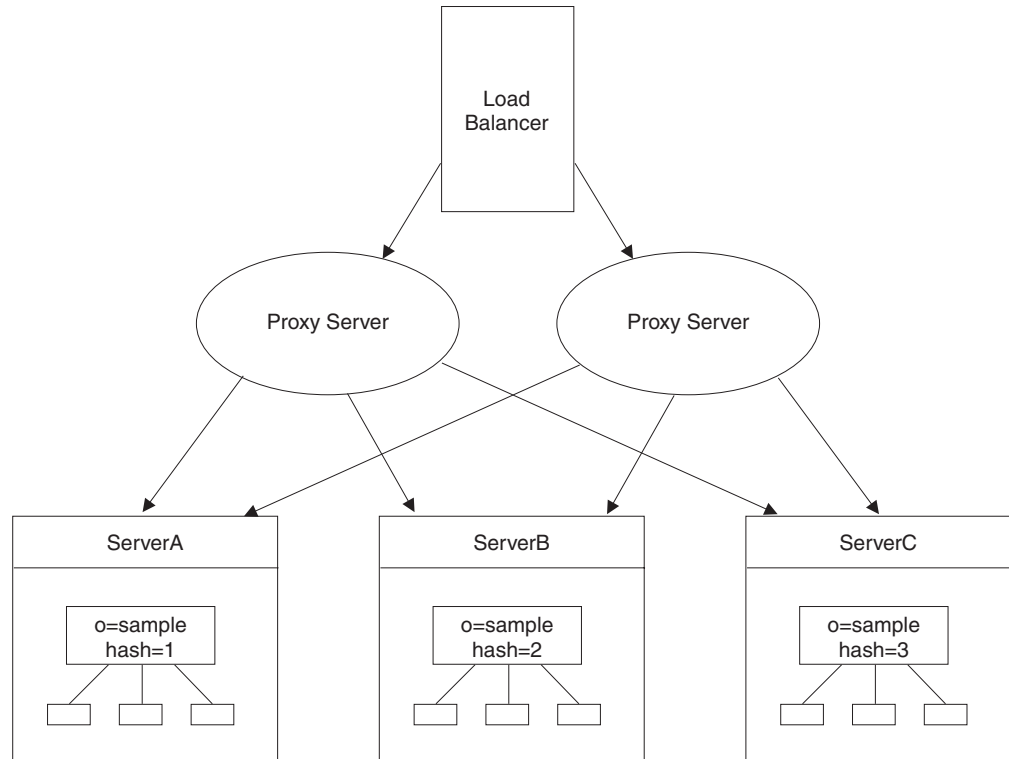 Load
Balancer
Proxy Server
Proxy Server
ServerA
ServerB
ServerC
o=sample
hash=1
o=sample
hash=2
o=sample
hash=3